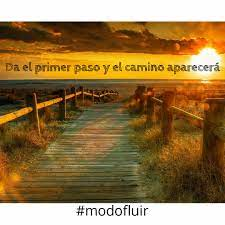 Da el primer paso y el camino aparecerá
#modofluir